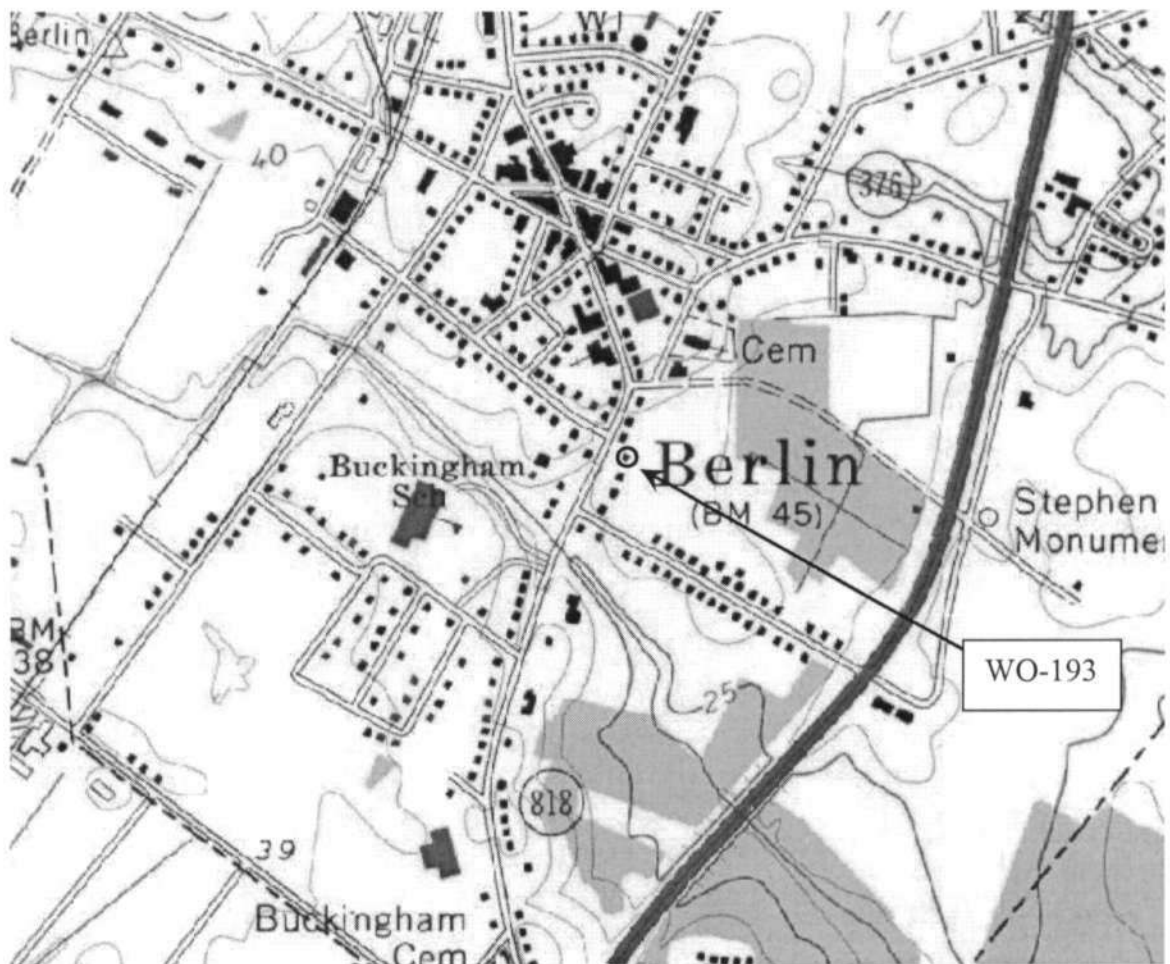 Berlin
WT
40
376
Cem
Buckingham
Sch
Berlin
(BM 45)
Stephen
Monume
BM
38
WO-193
25
818
39
Buckingham
Cem